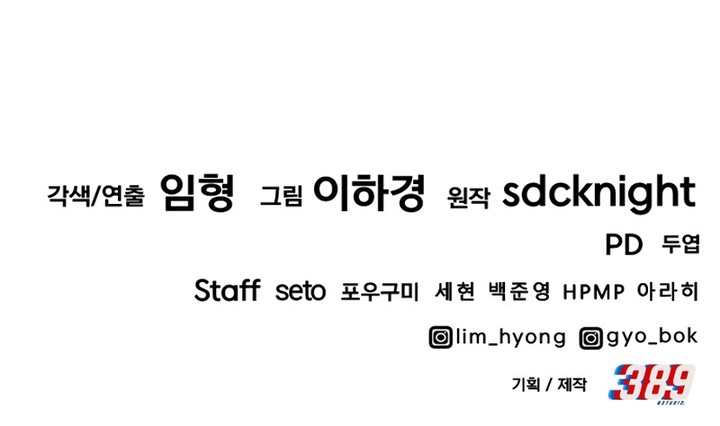 각색/연출 임형 그림 이하경 원작 sdcknight
PD 두엽
Staff seto 포우구미 세현 백준영 HPMP 아라히
lim_hyong gyo_bok
기획 / 제작 389